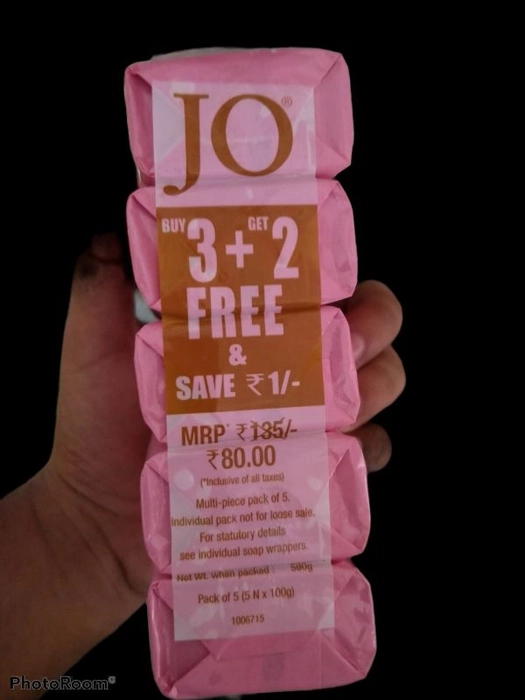 JO®
BUY 3 + GET 2
FREE
&
SAVE ₹ 1/-
MRP* ₹135/-
₹80.00
(*Inclusive of all taxes)
Multi-piece pack of 5.
Individual pack not for loose sale.
For statutory details
see individual soap wrappers.
Net Wt. when packed : 500g
Pack of 5 (5 N x 100g)
1006715
PhotoRoom